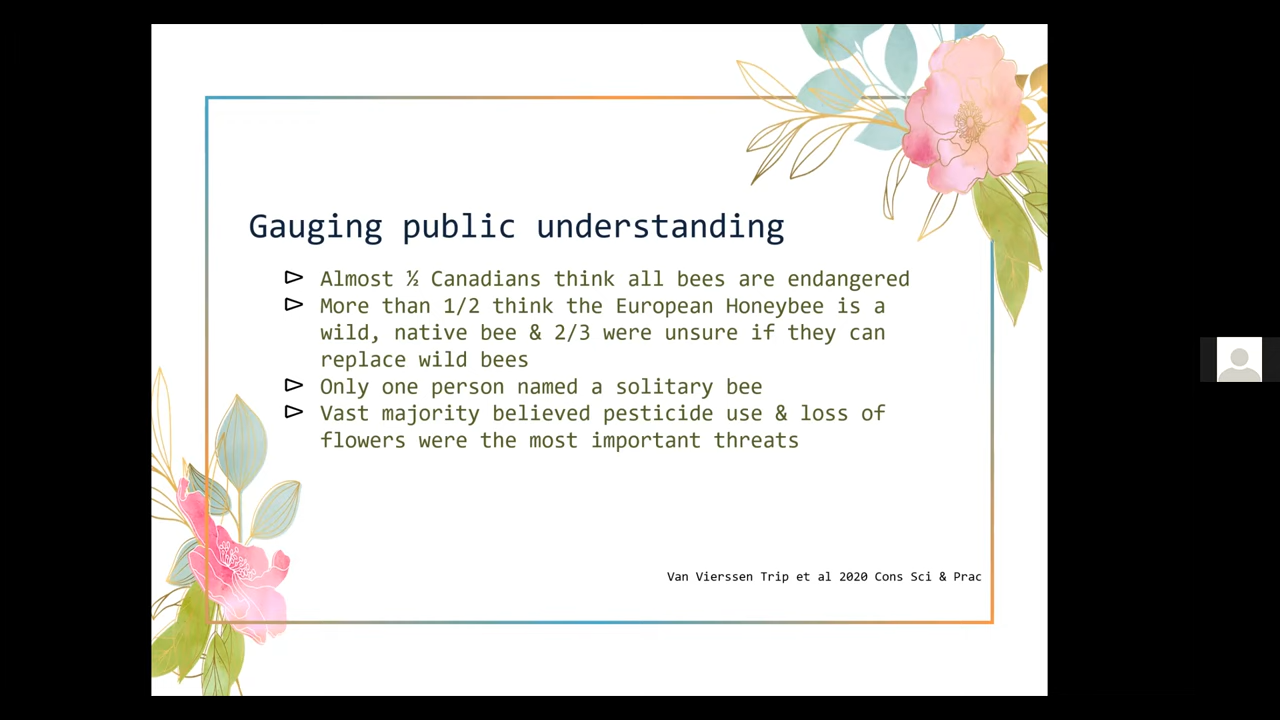 Gauging public understanding
⊳ Almost ½ Canadians think all bees are endangered
⊳ More than 1/2 think the European Honeybee is a
wild, native bee & 2/3 were unsure if they can
replace wild bees
⊳ Only one person named a solitary bee
⊳ Vast majority believed pesticide use & loss of
flowers were the most important threats
Van Vierssen Trip et al 2020 Cons Sci & Prac